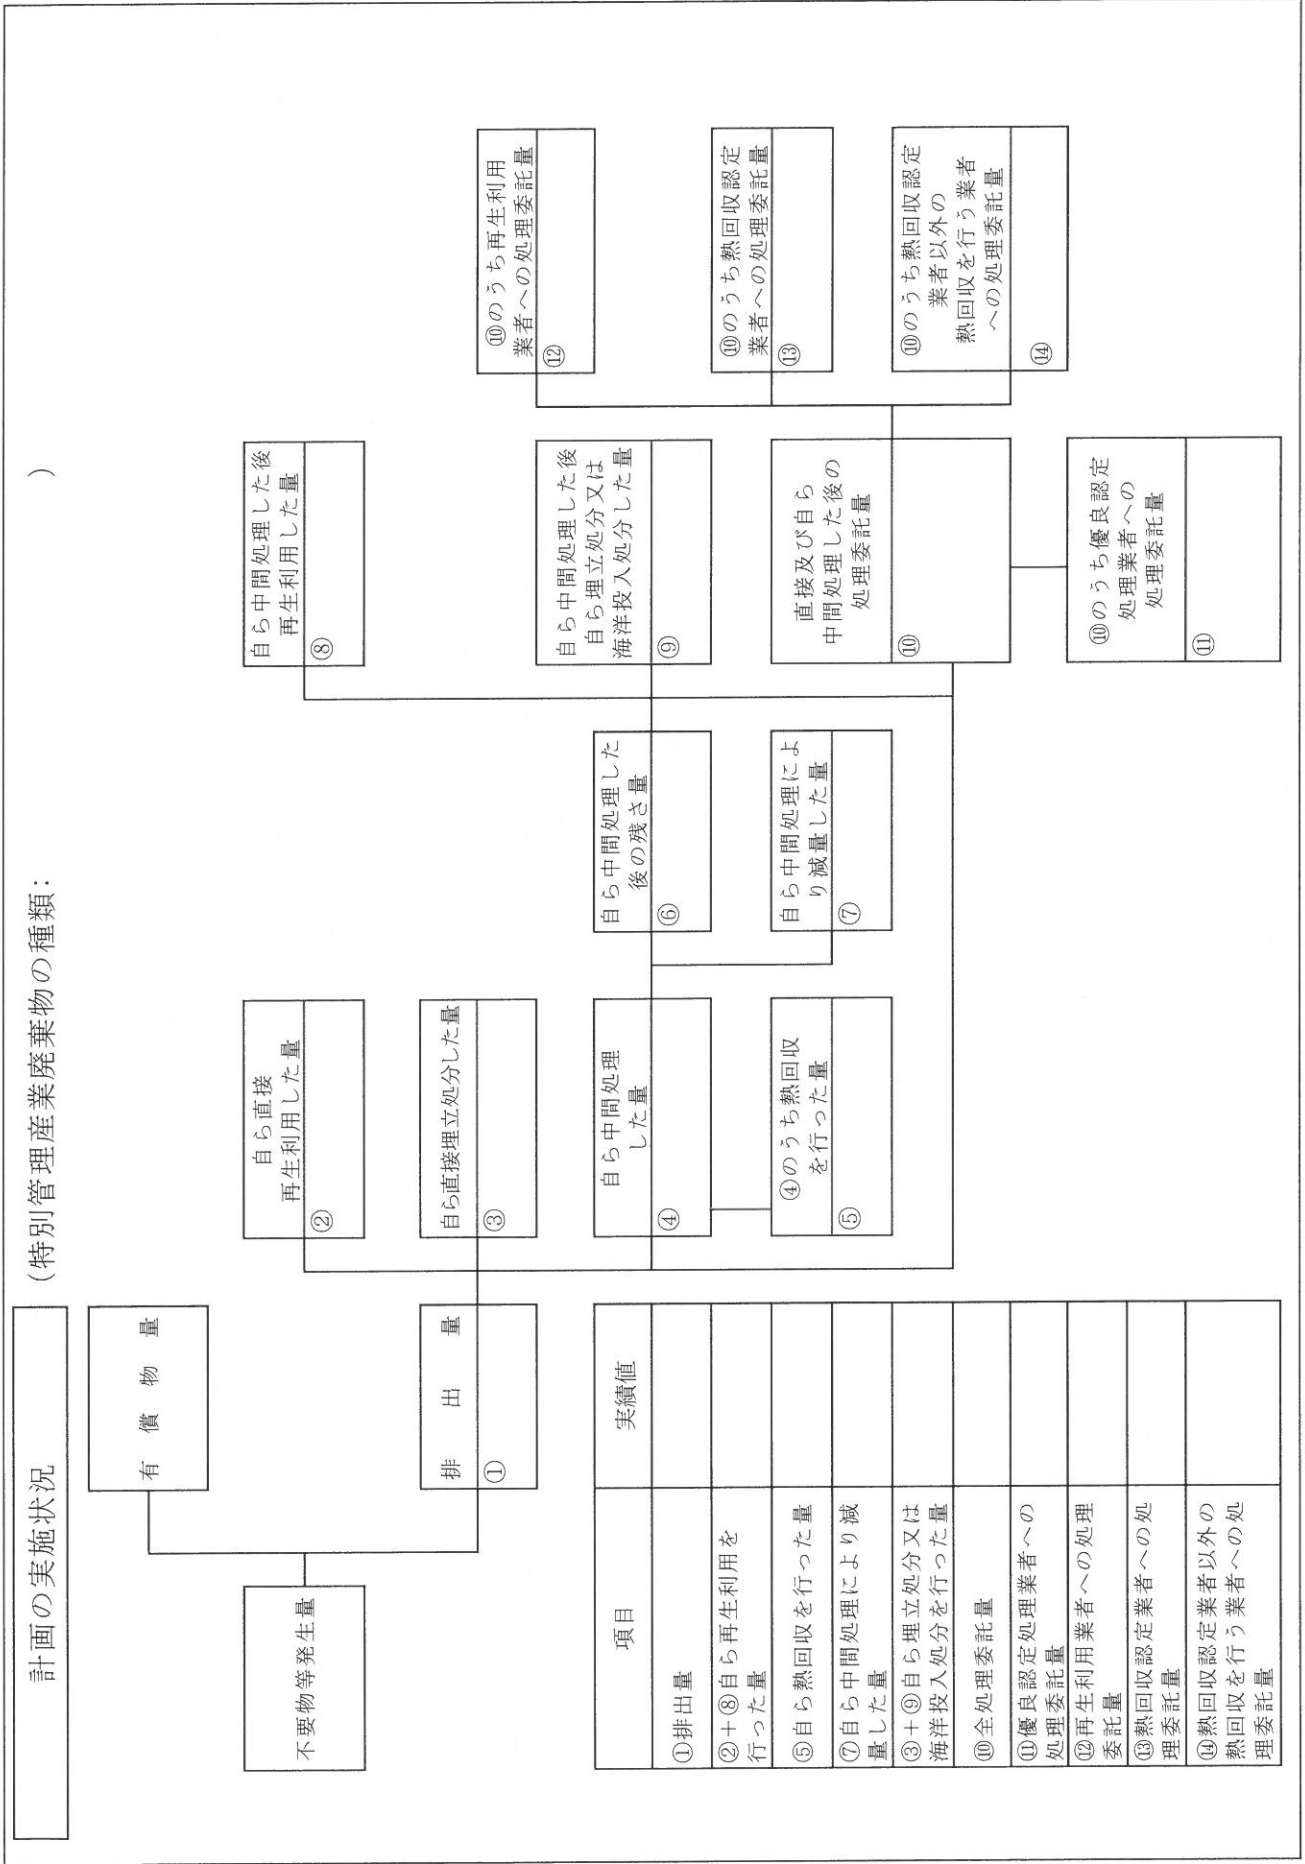 計画の実施状況
（特別管理産業廃棄物の種類：　　　　　）
有償物量
不要物等発生量
排出量
①
自ら直接
再生利用した量
②
自ら直接埋立処分した量
③
自ら中間処理
した量
④
④のうち熱回収
を行った量
⑤
自ら中間処理した
後の残さ量
⑥
自ら中間処理によ
り減量した量
⑦
自ら中間処理した後
再生利用した量
⑧
自ら中間処理した後
自ら埋立処分又は
海洋投入処分した量
⑨
直接及び自ら
中間処理した後の
処理委託量
⑩
⑩のうち優良認定
処理業者への
処理委託量
⑪
⑩のうち再生利用
業者への処理委託量
⑫
⑩のうち熱回収認定
業者への処理委託量
⑬
⑩のうち熱回収認定
業者以外の
熱回収を行う業者
への処理委託量
⑭
項目
実績値
①排出量
②＋⑧自ら再生利用を
行った量
⑤自ら熱回収を行った量
⑦自ら中間処理により減
量した量
③＋⑨自ら埋立処分又は
海洋投入処分を行った量
⑩全処理委託量
⑪優良認定処理業者への
処理委託量
⑫再生利用業者への処理
委託量
⑬熱回収認定業者への処
理委託量
⑭熱回収認定業者以外の
熱回収を行う業者への処
理委託量